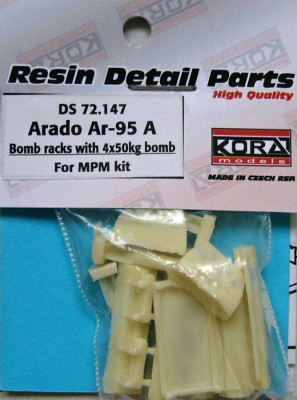 Resin Detail Parts
High Quality
DS 72.147
Arado Ar-95 A
Bomb racks with 4x50kg bomb
For MPM kit
KORA
models
MADE IN CZECH REP